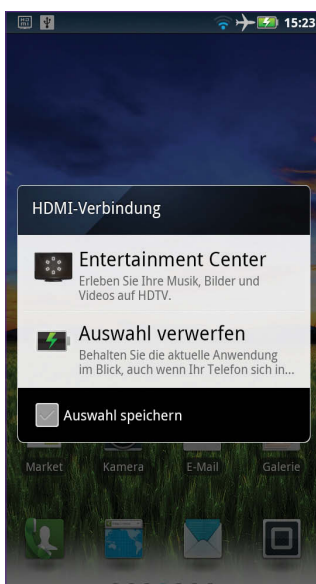 15:23
HDMI-Verbindung
Entertainment Center
Erleben Sie Ihre Musik, Bilder und
Videos auf HDTV.
Auswahl verwerfen
Behalten Sie die aktuelle Anwendung
im Blick, auch wenn Ihr Telefon sich in...
Auswahl speichern
Market Kamera E-Mail Galerie